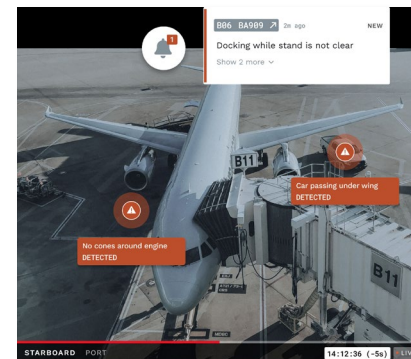 1
B06 BA909 ↗ 2m ago NEW
Docking while stand is not clear
Show 2 more
B11
Car passing under wing
DETECTED
No cones around engine
DETECTED
B11
STARBOARD PORT
14:12:36 (-5s) LIV